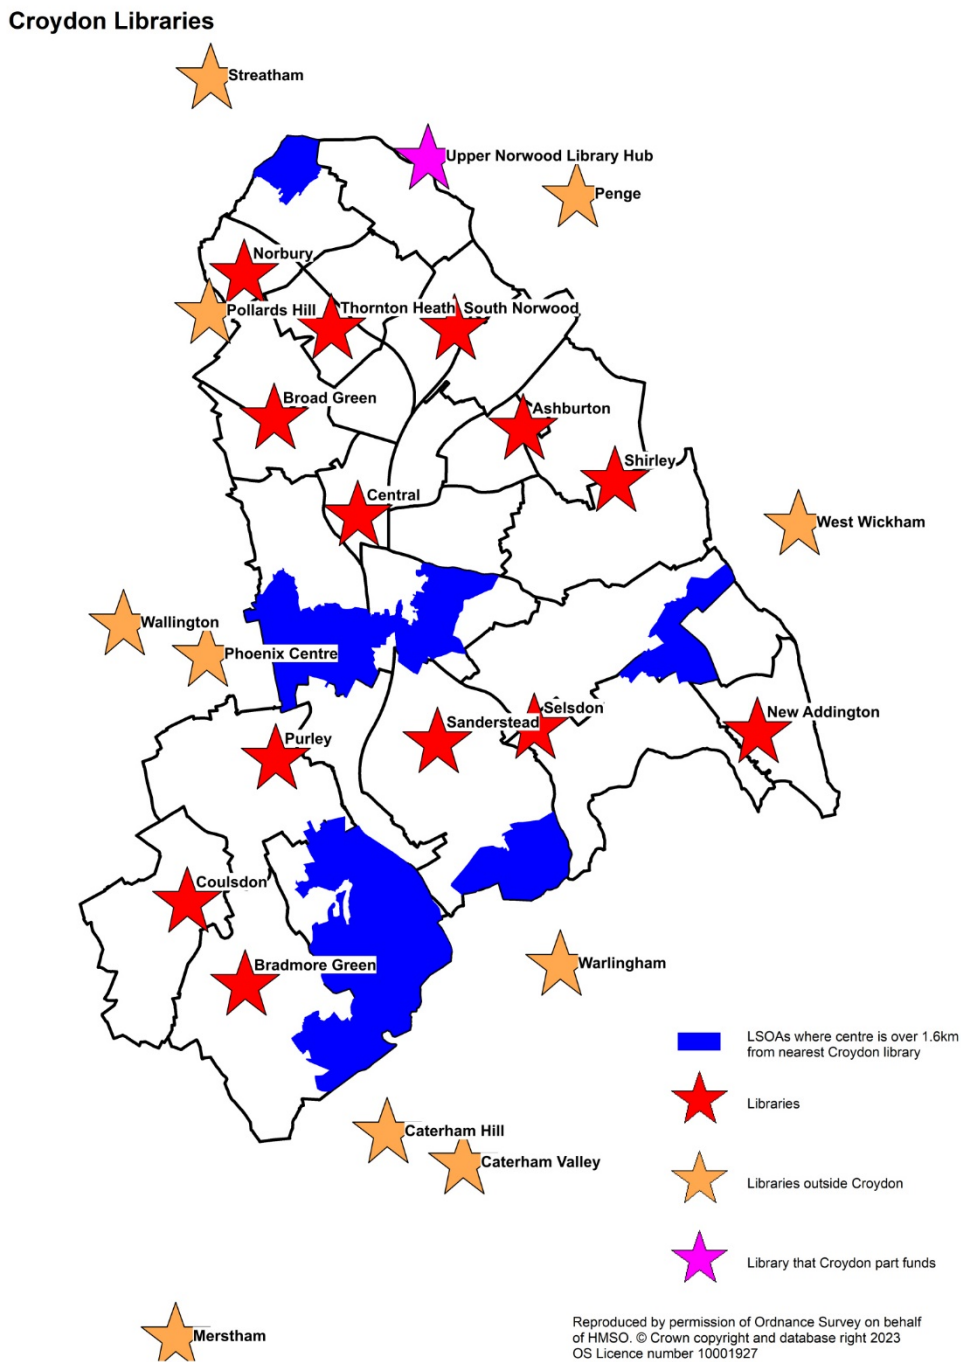 Croydon Libraries
Streatham
Upper Norwood Library Hub
Penge
Norbury
Pollards Hill
Thornton Heath
South Norwood
Broad Green
Ashburton
Shirley
Central
West Wickham
Wallington
Phoenix Centre
Selsdon
Sanderstead
New Addington
Purley
Coulsdon
Bradmore Green
Warlingham
LSOAs where centre is over 1.6km
from nearest Croydon library
Libraries
Caterham Hill
Caterham Valley
Libraries outside Croydon
Library that Croydon part funds
Merstham
Reproduced by permission of Ordnance Survey on behalf
of HMSO. © Crown copyright and database right 2023
OS Licence number 10001927